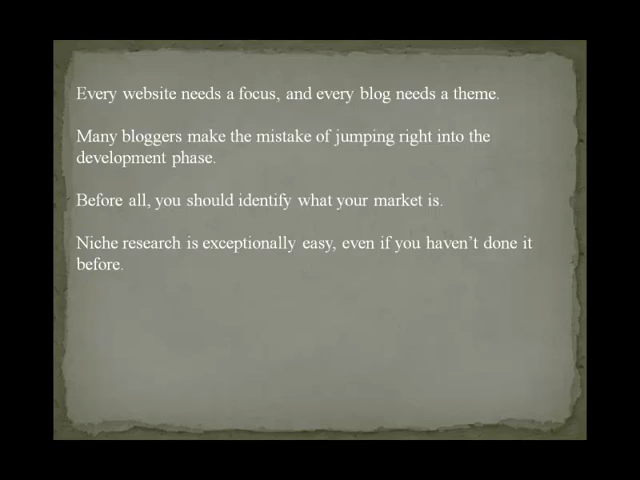 Every website needs a focus, and every blog needs a theme.
Many bloggers make the mistake of jumping right into the
development phase.
Before all, you should identify what your market is.
Niche research is exceptionally easy, even if you haven’t done it
before.